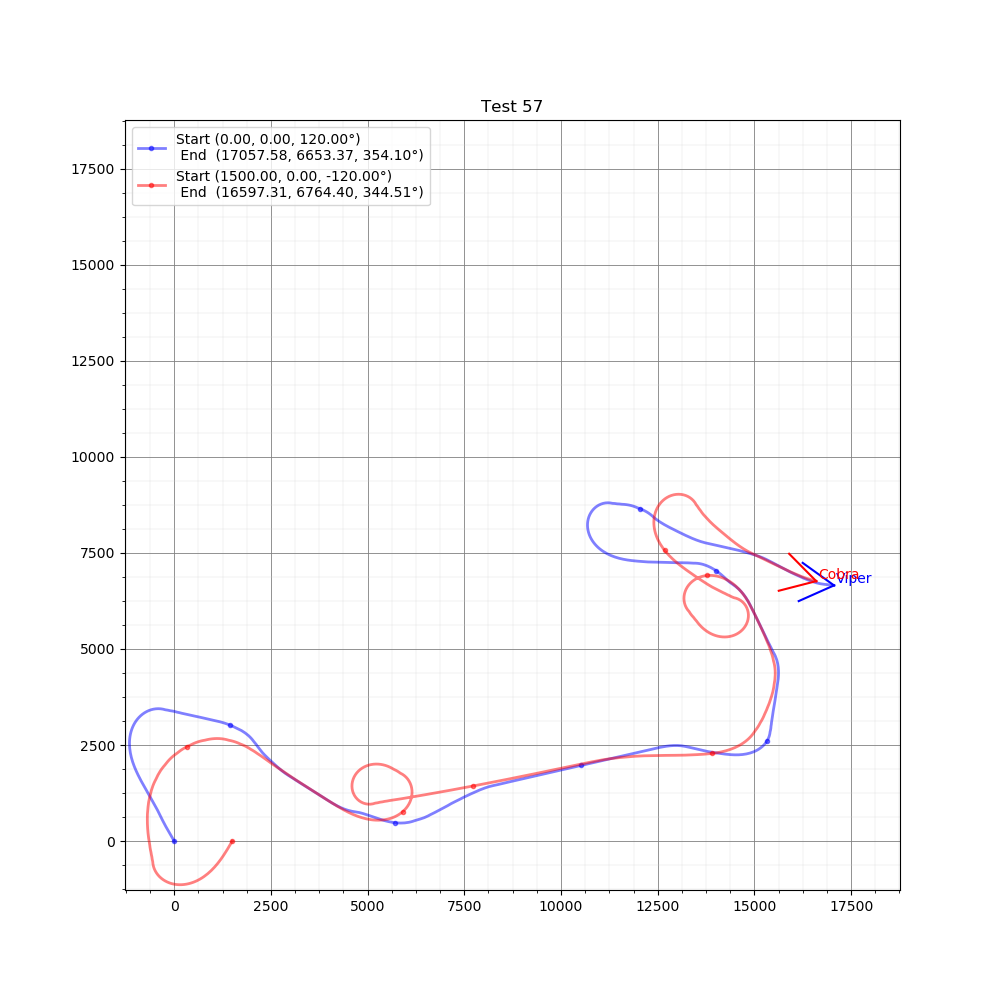 Test 57
Start (0.00, 0.00, 120.00°)
End (17057.58, 6653.37, 354.10°)
Start (1500.00, 0.00, -120.00°)
End (16597.31, 6764.40, 344.51°)
17500
15000
12500
10000
7500
5000
2500
0
Cobra
Viper
0 2500 5000 7500 10000 12500 15000 17500